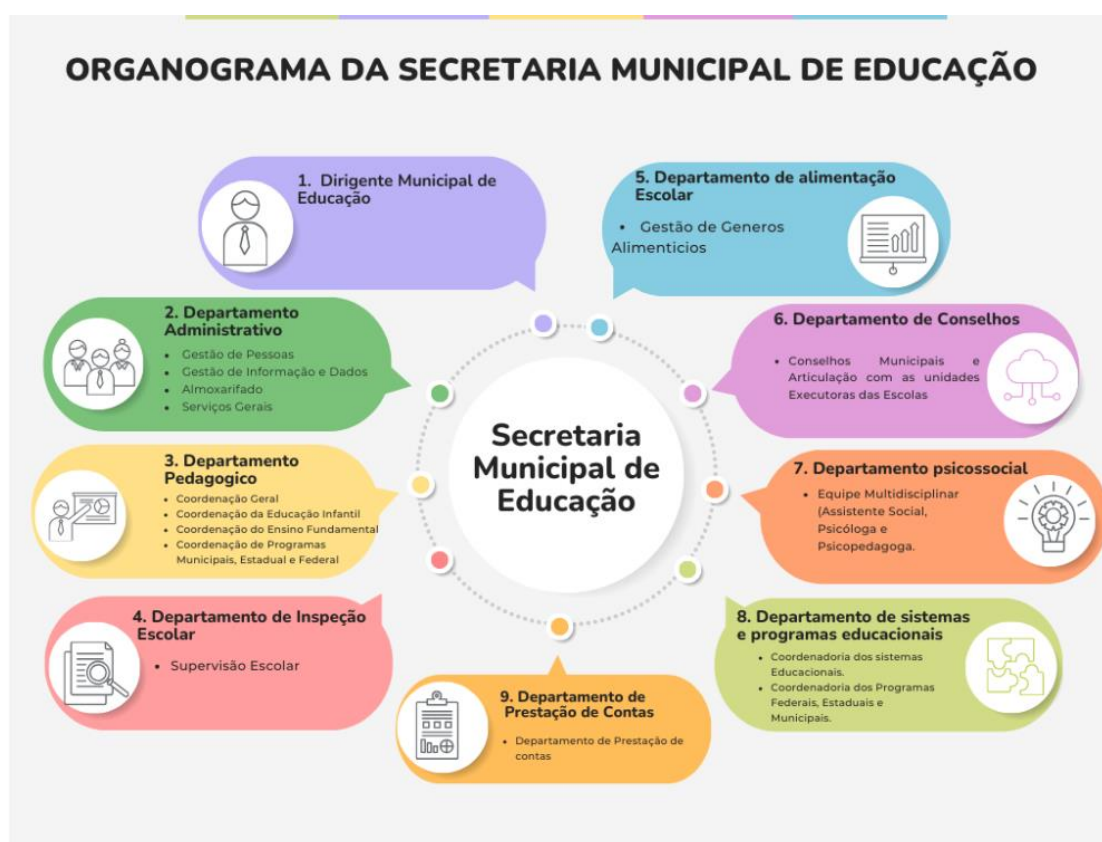 ORGANOGRAMA DA SECRETARIA MUNICIPAL DE EDUCAÇÃO
1. Dirigente Municipal de
Educação
2. Departamento
Administrativo
• Gestão de Pessoas
• Gestão de Informação e Dados
• Almoxarifado
• Serviços Gerais
3. Departamento
Pedagogico
• Coordenação Geral
• Coordenação da Educação Infantil
• Coordenação do Ensino Fundamental
• Coordenação de Programas
Municipais, Estadual e Federal
4. Departamento de Inspeção
Escolar
• Supervisão Escolar
Secretaria
Municipal de
Educação
5. Departamento de alimentação
Escolar
• Gestão de Generos
Alimenticios
6. Departamento de Conselhos
• Conselhos Municipais e
Articulação com as unidades
Executoras das Escolas
7. Departamento psicossocial
• Equipe Multidisciplinar
(Assistente Social,
Psicóloga e
Psicopedagoga.
8. Departamento de sistemas
e programas educacionais
• Coordenadoria dos sistemas
Educacionais.
• Coordenadoria dos Programas
Federais, Estaduais e
Municipais.
9. Departamento de
Prestação de Contas
• Departamento de Prestação de
contas